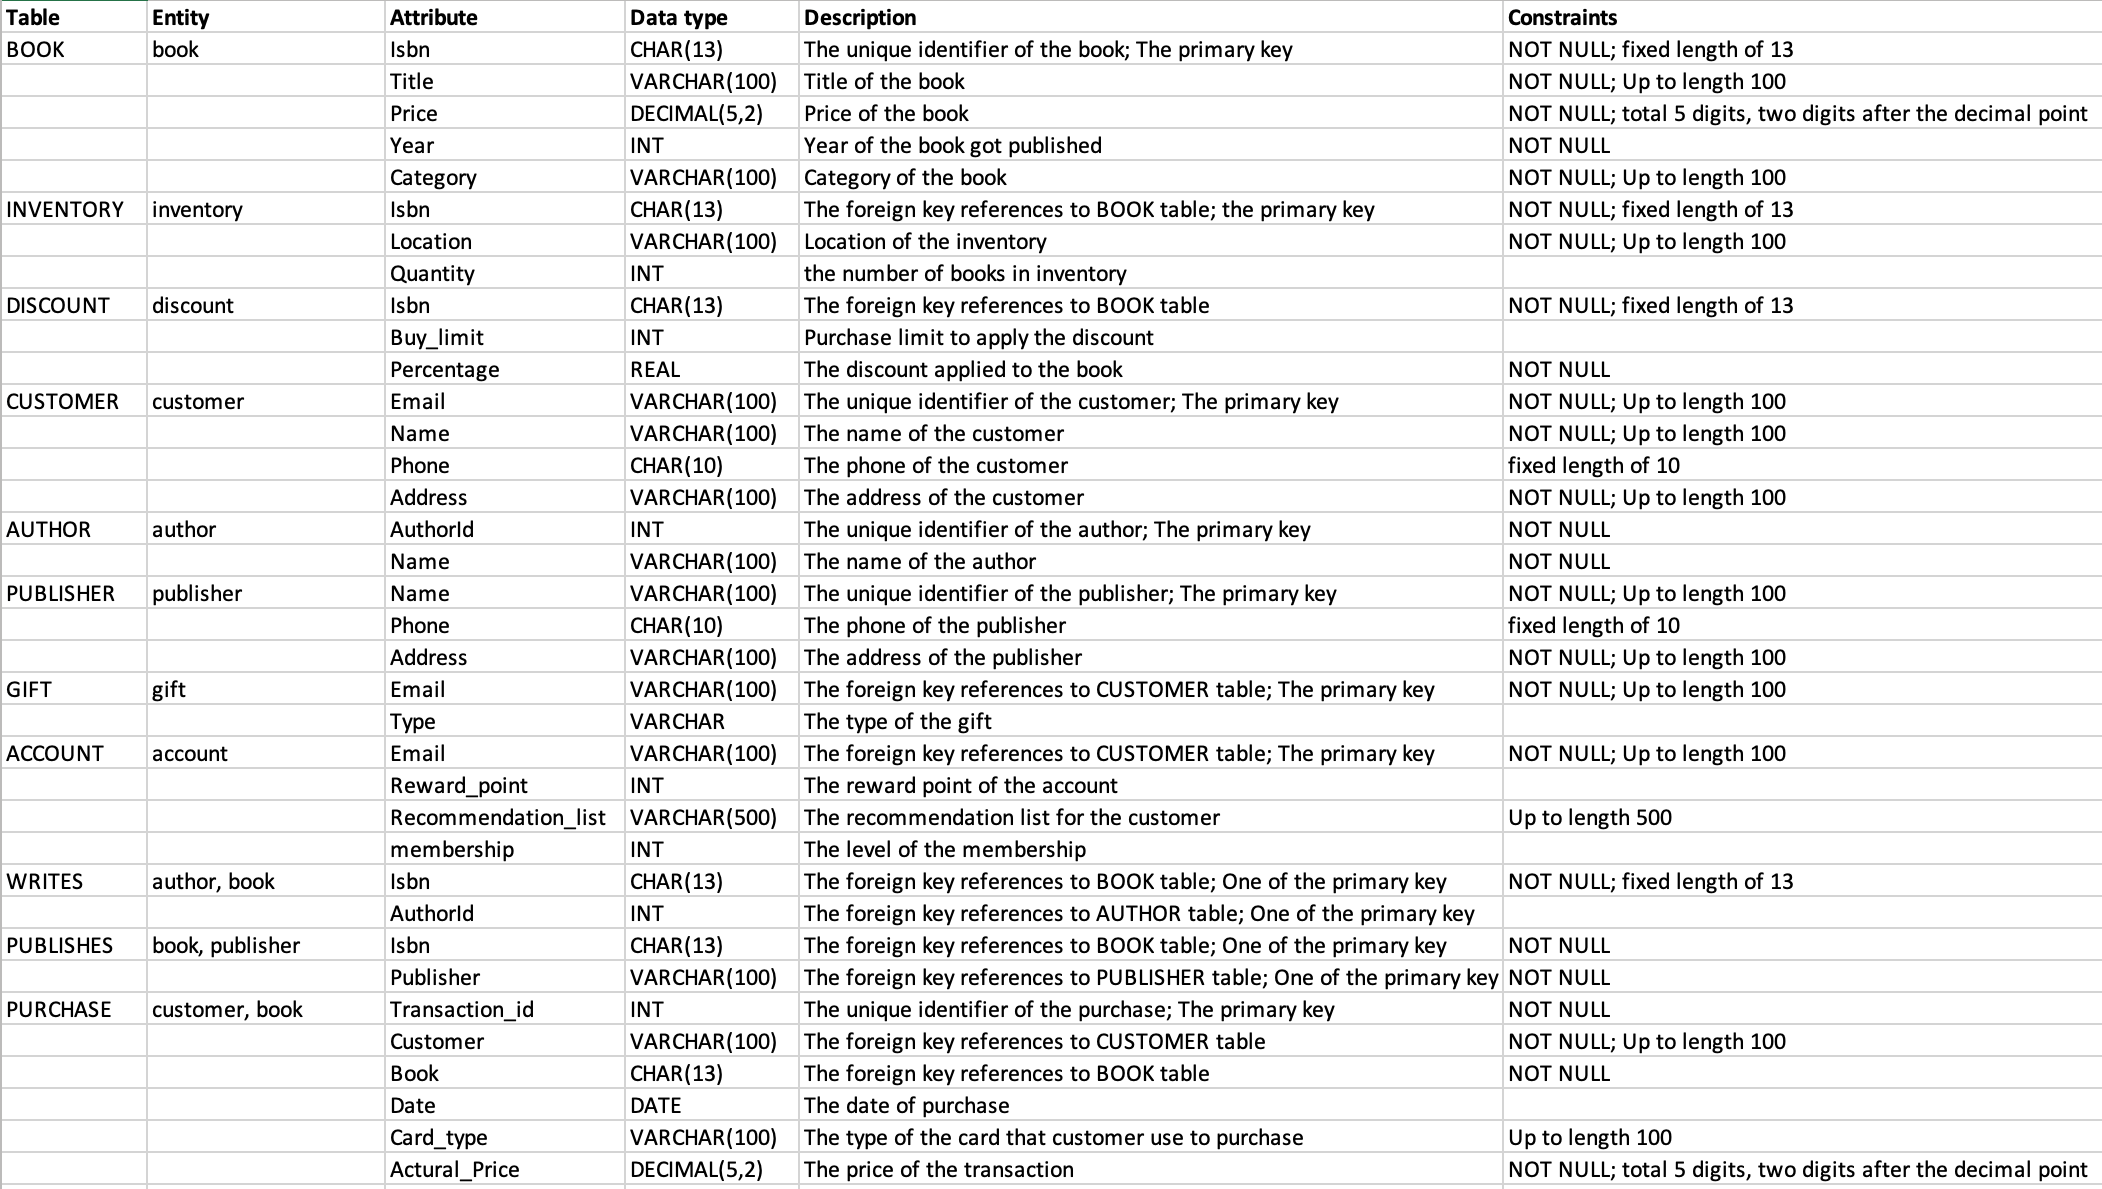 Table Entity Attribute Data type Description Constraints
BOOK book Isbn CHAR(13) The unique identifier of the book; The primary key NOT NULL; fixed length of 13
Title VARCHAR(100) Title of the book NOT NULL; Up to length 100
Price DECIMAL(5,2) Price of the book NOT NULL; total 5 digits, two digits after the decimal point
Year INT Year of the book got published NOT NULL
Category VARCHAR(100) Category of the book NOT NULL; Up to length 100
INVENTORY inventory Isbn CHAR(13) The foreign key references to BOOK table; the primary key NOT NULL; fixed length of 13
Location VARCHAR(100) Location of the inventory NOT NULL; Up to length 100
Quantity INT the number of books in inventory
DISCOUNT discount Isbn CHAR(13) The foreign key references to BOOK table NOT NULL; fixed length of 13
Buy_limit INT Purchase limit to apply the discount
Percentage REAL The discount applied to the book NOT NULL
CUSTOMER customer Email VARCHAR(100) The unique identifier of the customer; The primary key NOT NULL; Up to length 100
Name VARCHAR(100) The name of the customer NOT NULL; Up to length 100
Phone CHAR(10) The phone of the customer fixed length of 10
Address VARCHAR(100) The address of the customer NOT NULL; Up to length 100
AUTHOR author AuthorId INT The unique identifier of the author; The primary key NOT NULL
Name VARCHAR(100) The name of the author NOT NULL
PUBLISHER publisher Name VARCHAR(100) The unique identifier of the publisher; The primary key NOT NULL; Up to length 100
Phone CHAR(10) The phone of the publisher fixed length of 10
Address VARCHAR(100) The address of the publisher NOT NULL; Up to length 100
GIFT gift Email VARCHAR(100) The foreign key references to CUSTOMER table; The primary key NOT NULL; Up to length 100
Type VARCHAR The type of the gift
ACCOUNT account Email VARCHAR(100) The foreign key references to CUSTOMER table; The primary key NOT NULL; Up to length 100
Reward_point INT The reward point of the account
Recommendation_list VARCHAR(500) The recommendation list for the customer Up to length 500
membership INT The level of the membership
WRITES author, book Isbn CHAR(13) The foreign key references to BOOK table; One of the primary key NOT NULL; fixed length of 13
AuthorId INT The foreign key references to AUTHOR table; One of the primary key
PUBLISHES book, publisher Isbn CHAR(13) The foreign key references to BOOK table; One of the primary key NOT NULL
Publisher VARCHAR(100) The foreign key references to PUBLISHER table; One of the primary key NOT NULL
PURCHASE customer, book Transaction_id INT The unique identifier of the purchase; The primary key NOT NULL
Customer VARCHAR(100) The foreign key references to CUSTOMER table NOT NULL; Up to length 100
Book CHAR(13) The foreign key references to BOOK table NOT NULL
Date DATE The date of purchase
Card_type VARCHAR(100) The type of the card that customer use to purchase Up to length 100
Actural_Price DECIMAL(5,2) The price of the transaction NOT NULL; total 5 digits, two digits after the decimal point